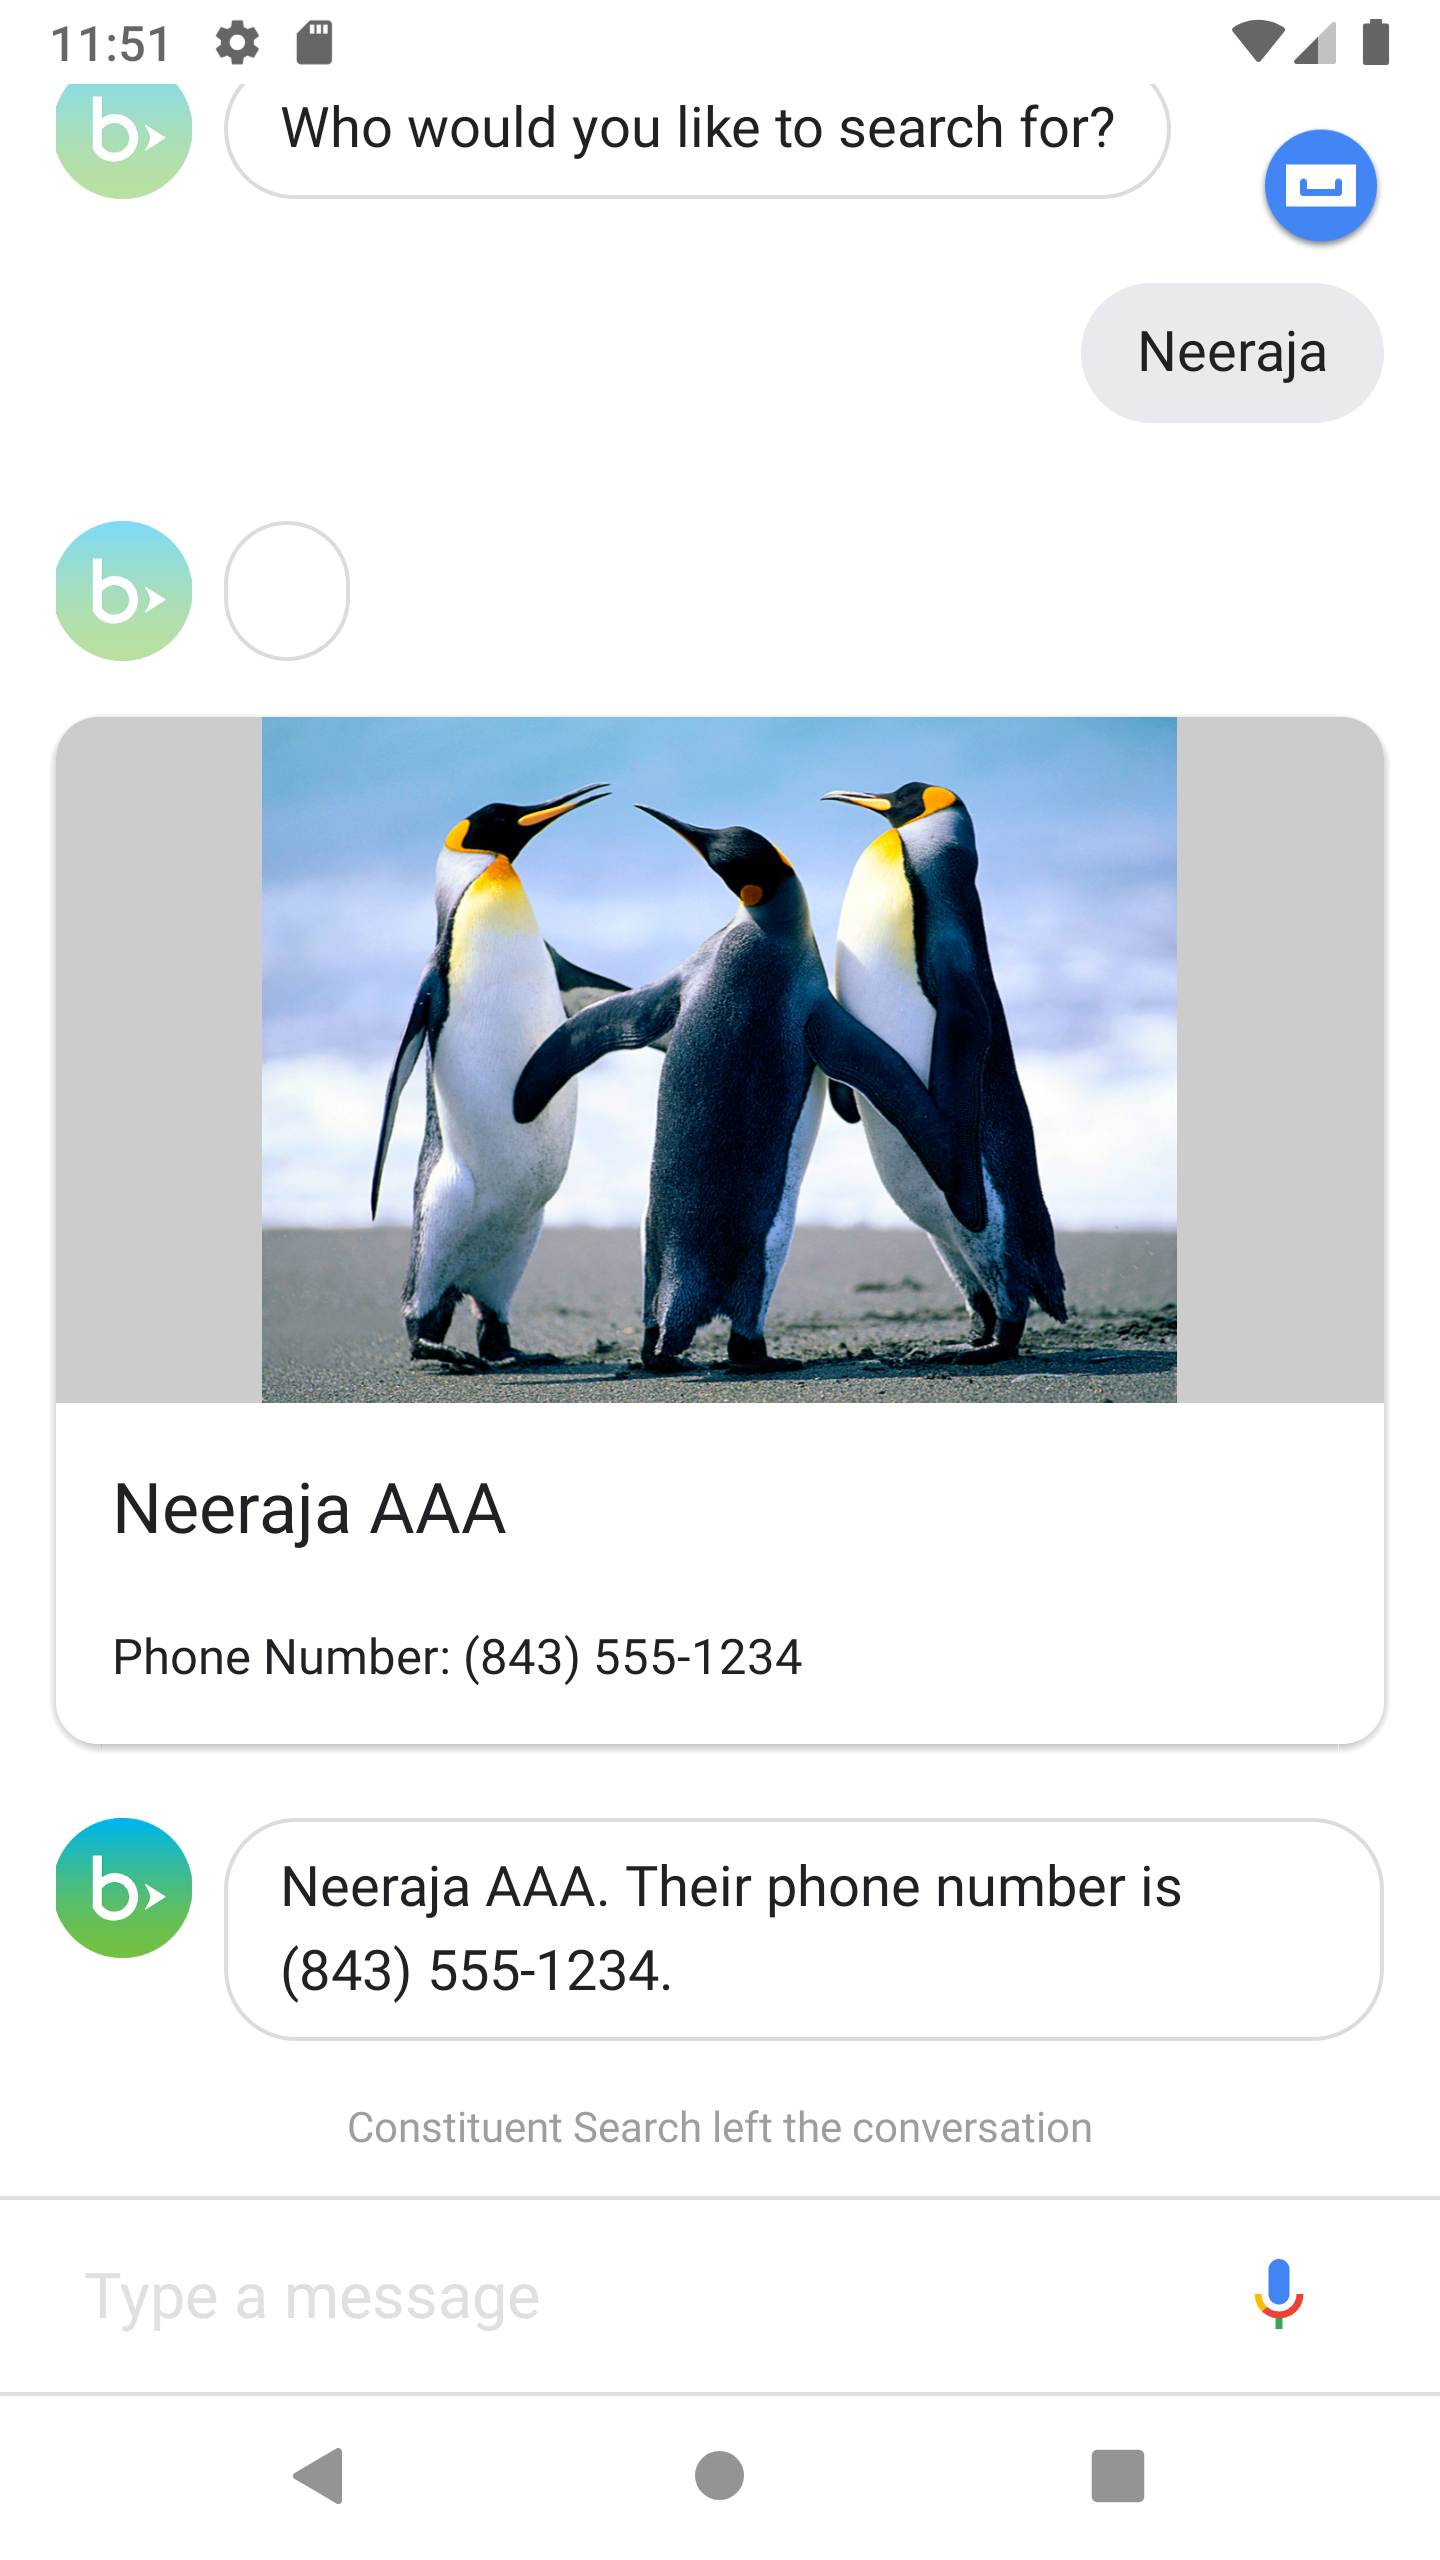 11:51
b
Who would you like to search for?
Neeraja
b
Neeraja AAA
Phone Number: (843) 555-1234
b
Neeraja AAA. Their phone number is
(843) 555-1234.
Constituent Search left the conversation
Type a message